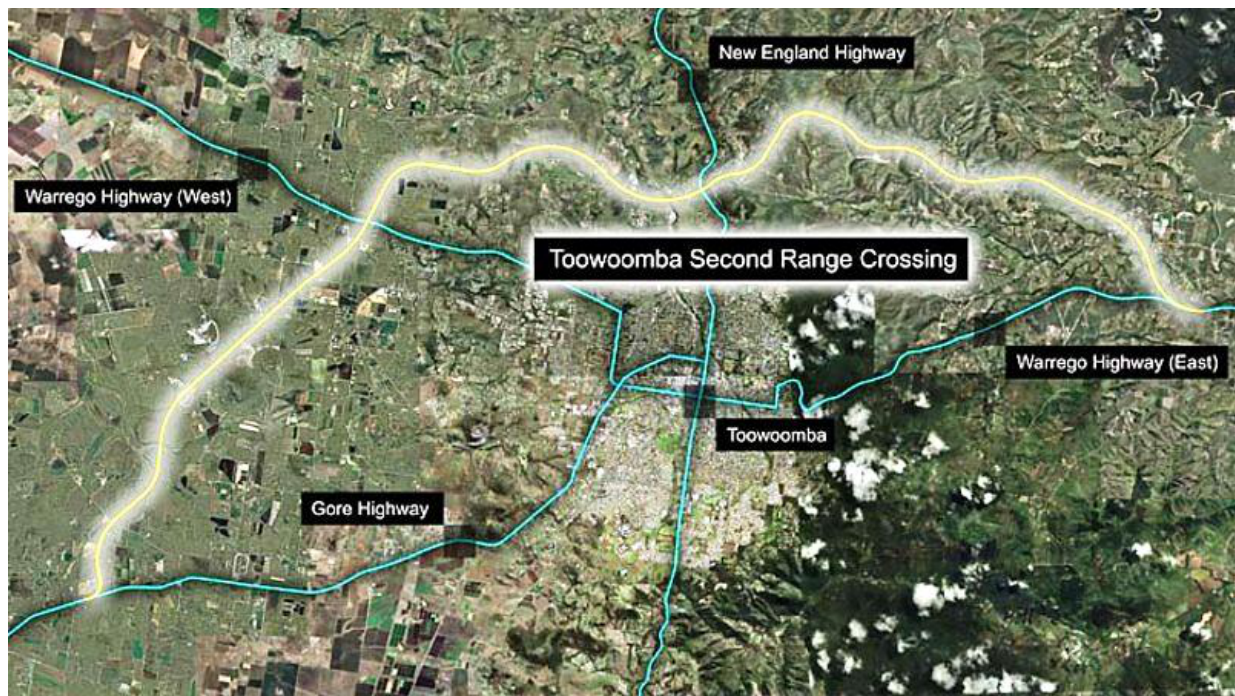 New England Highway
Warrego Highway (West)
Toowoomba Second Range Crossing
Warrego Highway (East)
Toowoomba
Gore Highway